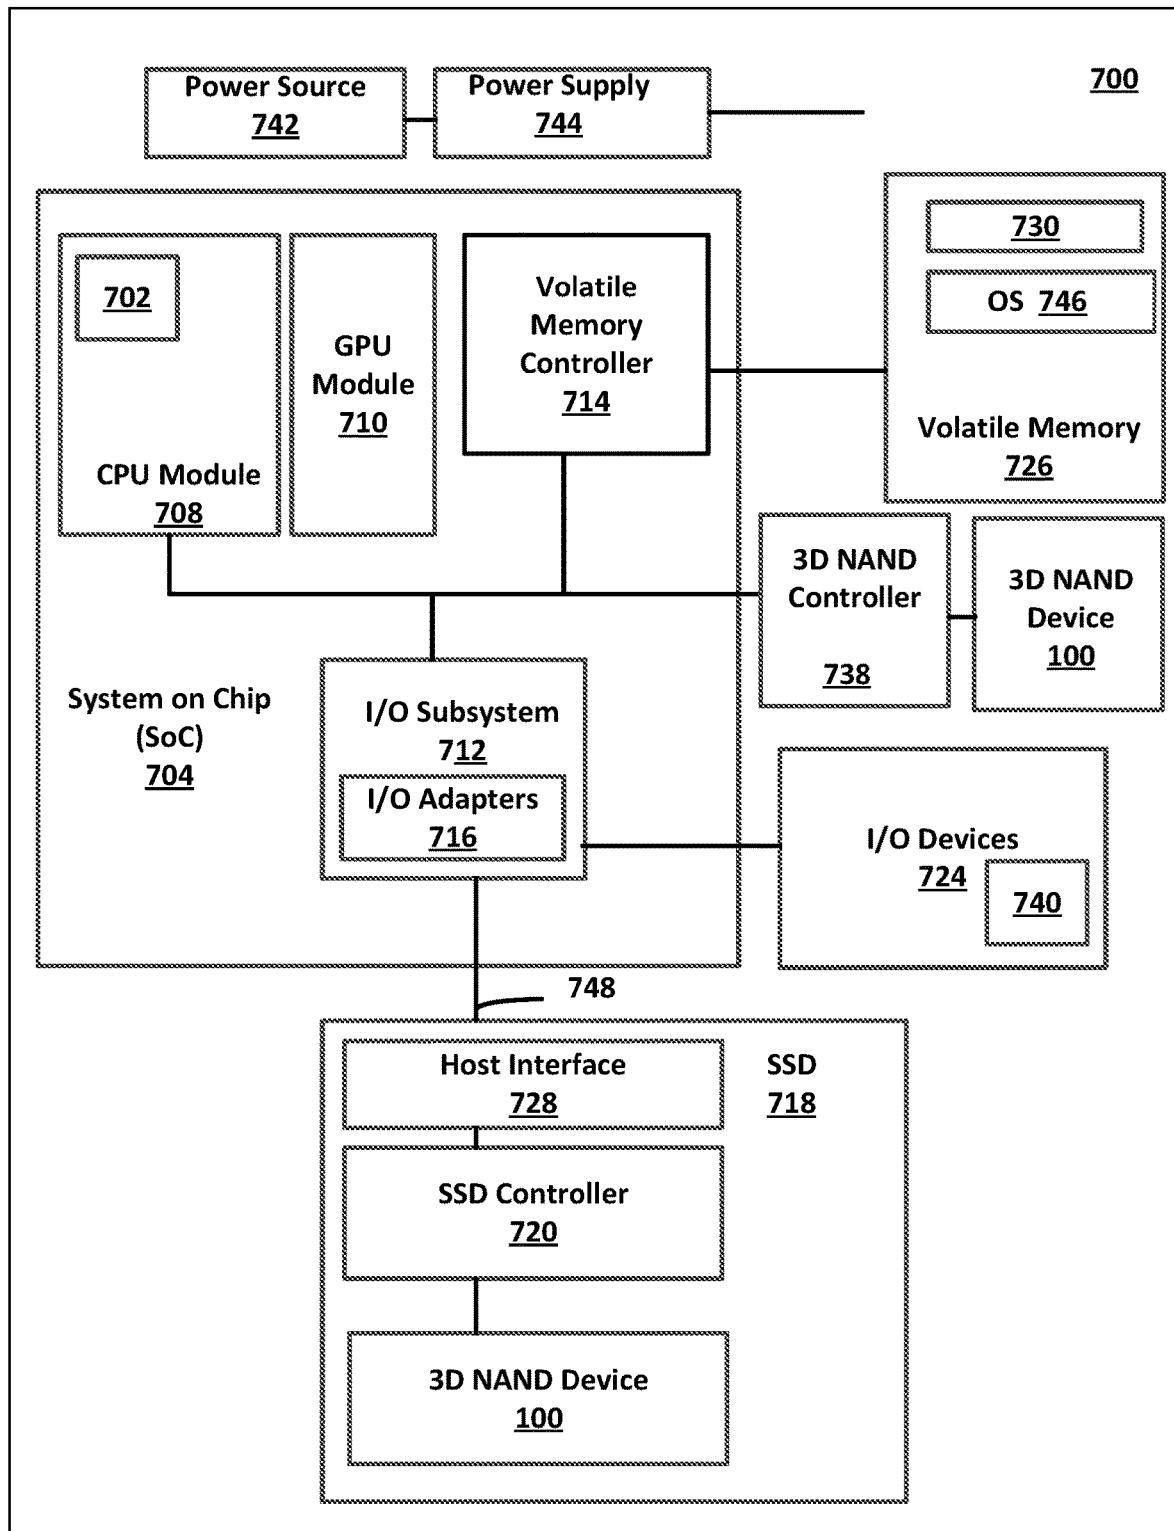 700
Power Source
742
Power Supply
744
702
CPU Module
708
GPU
Module
710
Volatile
Memory
Controller
714
730
OS 746
Volatile Memory
726
3D NAND
Controller
738
3D NAND
Device
100
System on Chip
(SoC)
704
I/O Subsystem
712
I/O Adapters
716
I/O Devices
724
740
748
Host Interface
728
SSD
718
SSD Controller
720
3D NAND Device
100